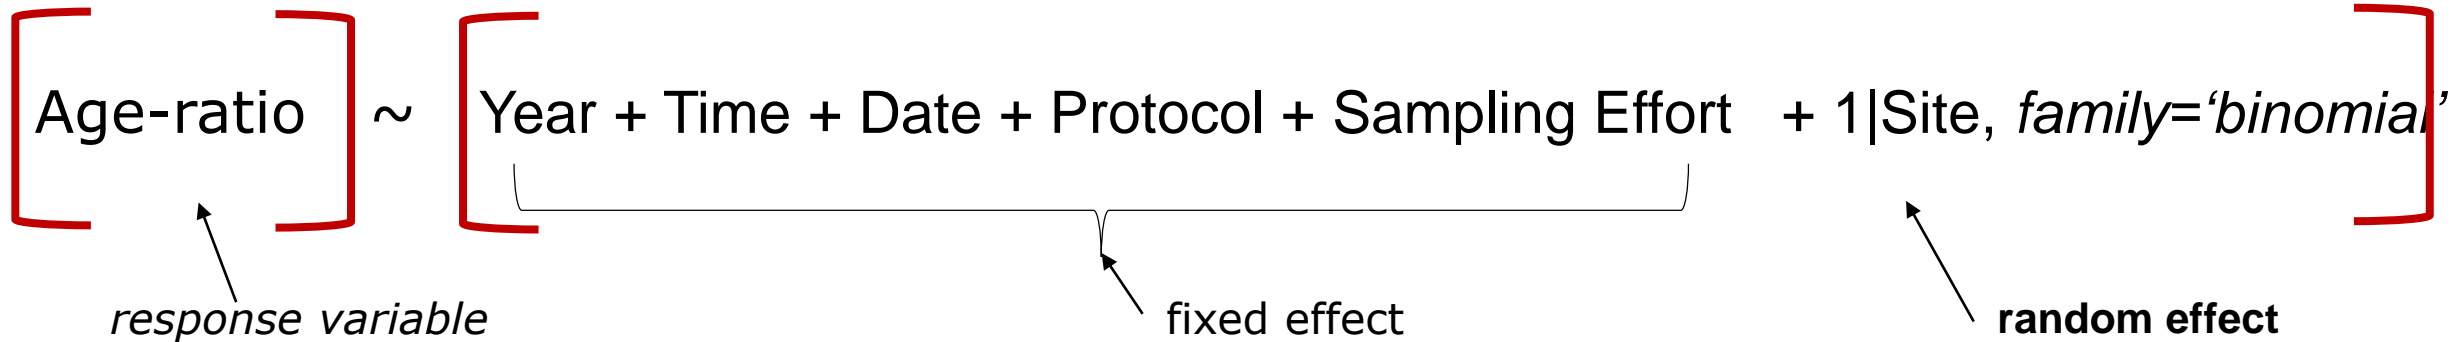 Age-ratio ~ Year + Time + Date + Protocol + Sampling Effort + 1|Site, family=‘binomial’
response variable fixed effect random effect